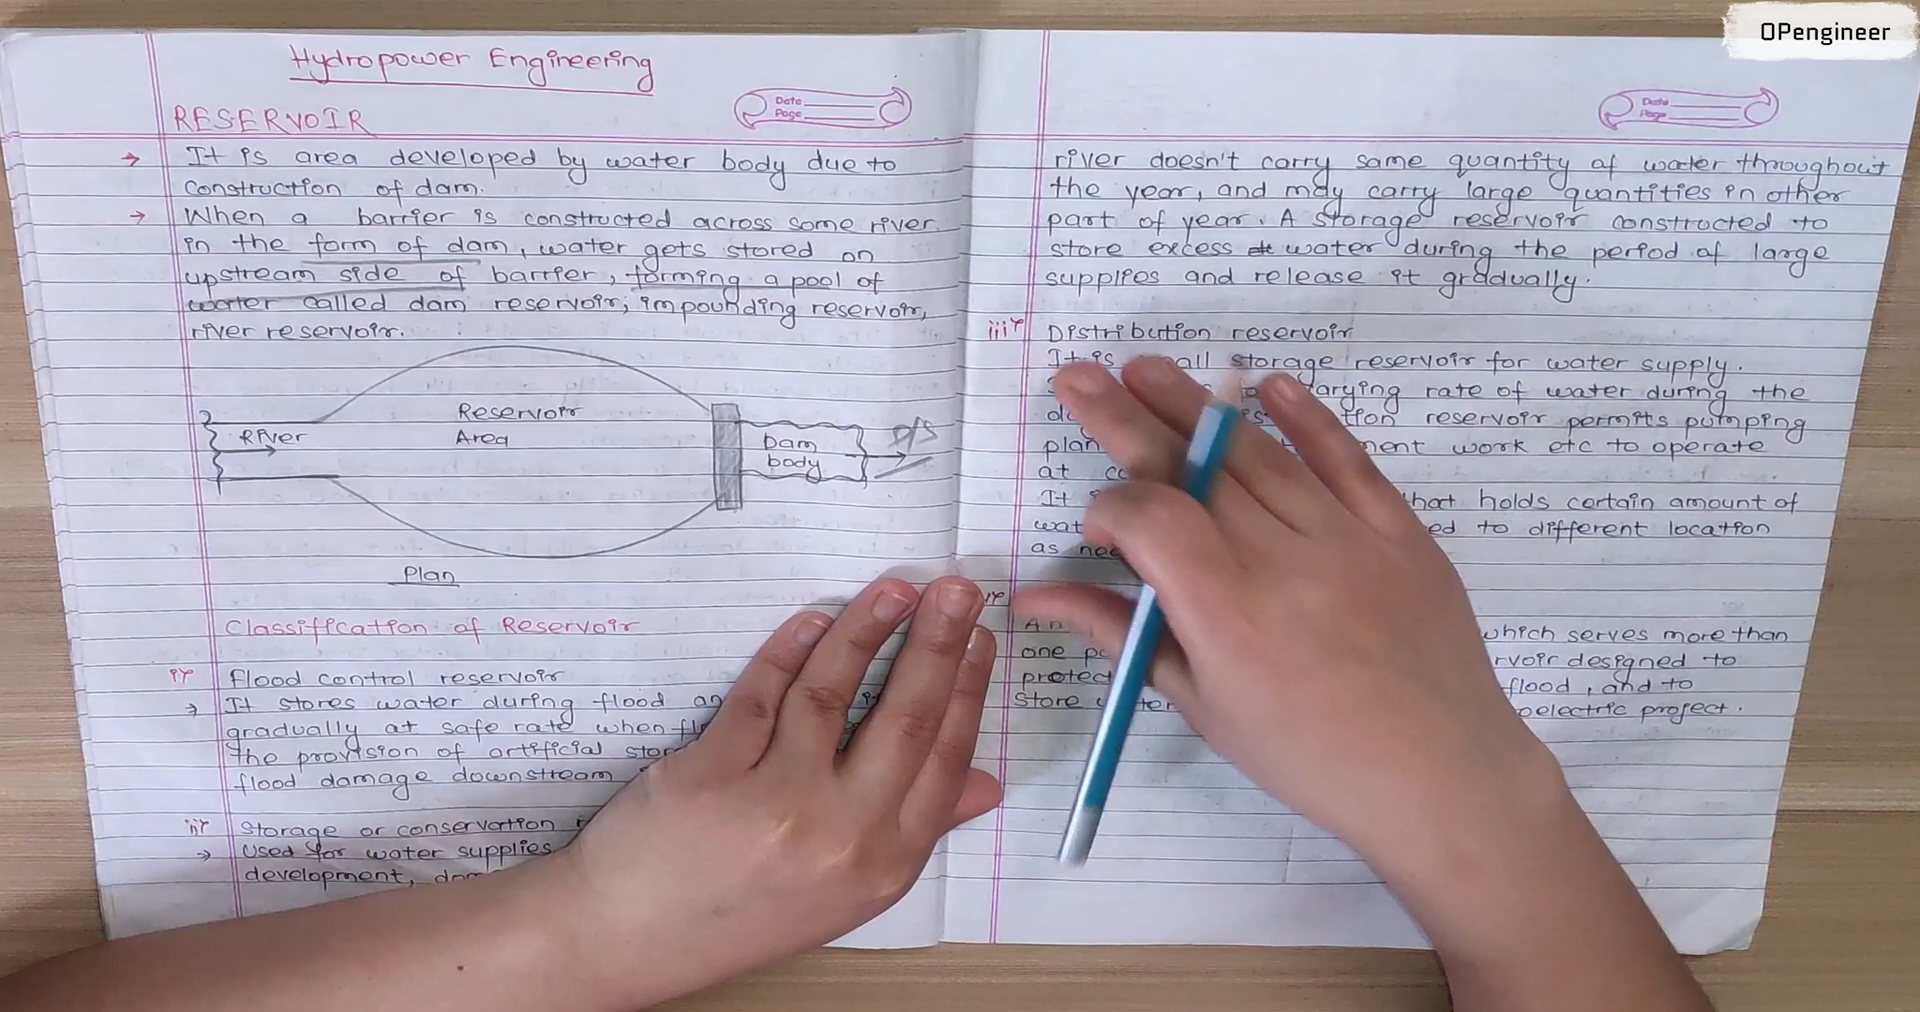 OPengineer
Hydropower Engineering
Date
Page
RESERVOIR
→ It is area developed by water body due to
construction of dam.
→ When a barrier is constructed across some river
in the form of dam, water gets stored on
upstream side of barrier, forming a pool of
water called dam reservoir, impounding reservoir,
river reservoir.
Reservoir
Area
River
Dam
body
D/S
Plan
Classification of Reservoir
i) Flood control reservoir
→ It stores water during flood
gradually at safe rate when
The provision of artificial
flood damage downstream
ii) Storage or conservation
→ Used for water supplies
development,
Date
Page
river doesn't carry same quantity of water throughout
the year, and may carry large quantities in other
part of year. A storage reservoir constructed to
store excess water during the period of large
supplies and release it gradually.
iii) Distribution reservoir
It is storage reservoir for water supply.
varying rate of water during the
reservoir permits pumping
work etc to operate
at
It that holds certain amount of
to different location
as
which serves more than
one designed to
protect flood, and to
store project.